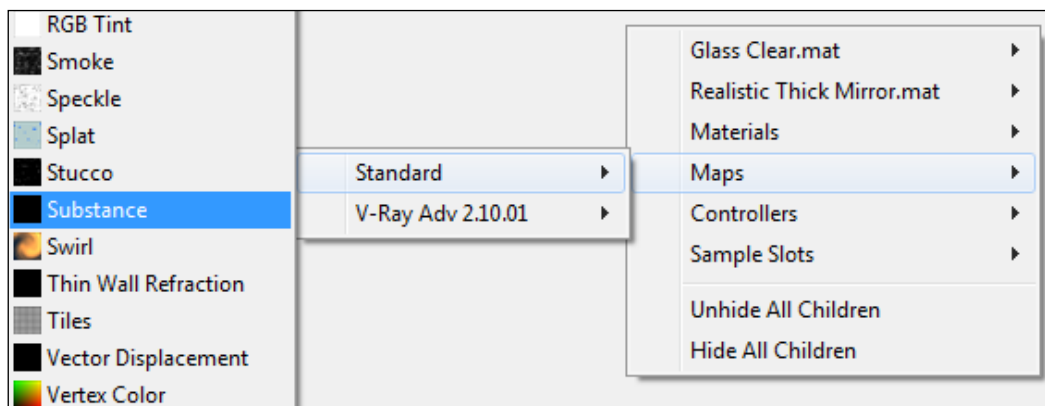 RGB Tint
Smoke
Speckle
Splat
Stucco
Substance
Swirl
Thin Wall Refraction
Tiles
Vector Displacement
Vertex Color
Standard
V-Ray Adv 2.10.01
Glass Clear.mat
Realistic Thick Mirror.mat
Materials
Maps
Controllers
Sample Slots
Unhide All Children
Hide All Children